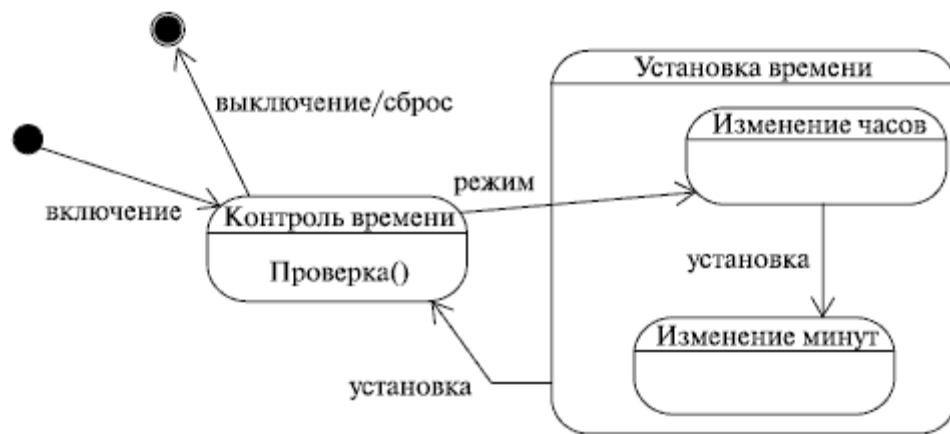 Установка времени
выключение/сброс
Изменение часов
режим
включение
Контроль времени
Проверка()
установка
Изменение минут
установка